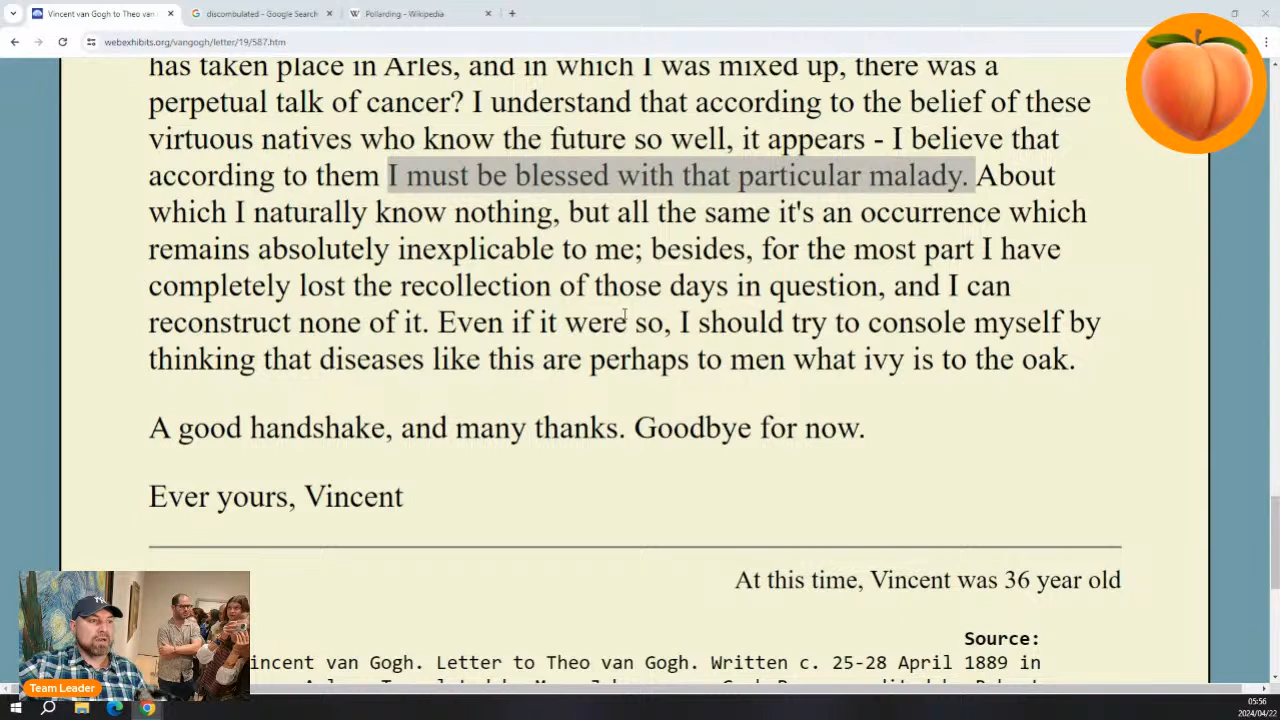 Vincent van Gogh to Theo van
discombulated - Google Search
Pollarding - Wikipedia
webexhibits.org/vangogh/letter/19/587.htm
has taken place in Arles, and in which I was mixed up, there was a
perpetual talk of cancer? I understand that according to the belief of these
virtuous natives who know the future so well, it appears - I believe that
according to them I must be blessed with that particular malady. About
which I naturally know nothing, but all the same it's an occurrence which
remains absolutely inexplicable to me; besides, for the most part I have
completely lost the recollection of those days in question, and I can
reconstruct none of it. Even if it were so, I should try to console myself by
thinking that diseases like this are perhaps to men what ivy is to the oak.
A good handshake, and many thanks. Goodbye for now.
Ever yours, Vincent
At this time, Vincent was 36 year old
Source:
incent van Gogh. Letter to Theo van Gogh. Written c. 25-28 April 1889 in
Team Leader
05:56
2024/04/22